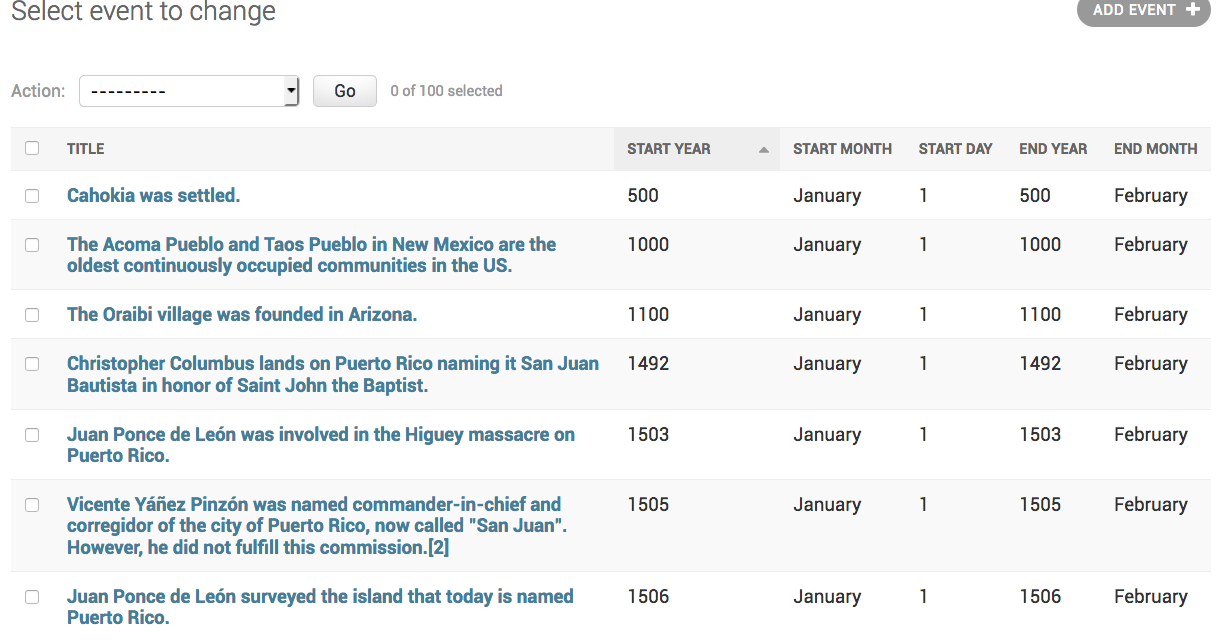 Select event to change
ADD EVENT +
Action: --------- Go 0 of 100 selected
TITLE START YEAR START MONTH START DAY END YEAR END MONTH
Cahokia was settled. 500 January 1 500 February
The Acoma Pueblo and Taos Pueblo in New Mexico are the 1000 January 1 1000 February
oldest continuously occupied communities in the US.
The Oraibi village was founded in Arizona. 1100 January 1 1100 February
Christopher Columbus lands on Puerto Rico naming it San Juan 1492 January 1 1492 February
Bautista in honor of Saint John the Baptist.
Juan Ponce de León was involved in the Higuey massacre on 1503 January 1 1503 February
Puerto Rico.
Vicente Yáñez Pinzón was named commander-in-chief and 1505 January 1 1505 February
corregidor of the city of Puerto Rico, now called "San Juan".
However, he did not fulfill this commission.[2]
Juan Ponce de León surveyed the island that today is named 1506 January 1 1506 February
Puerto Rico.